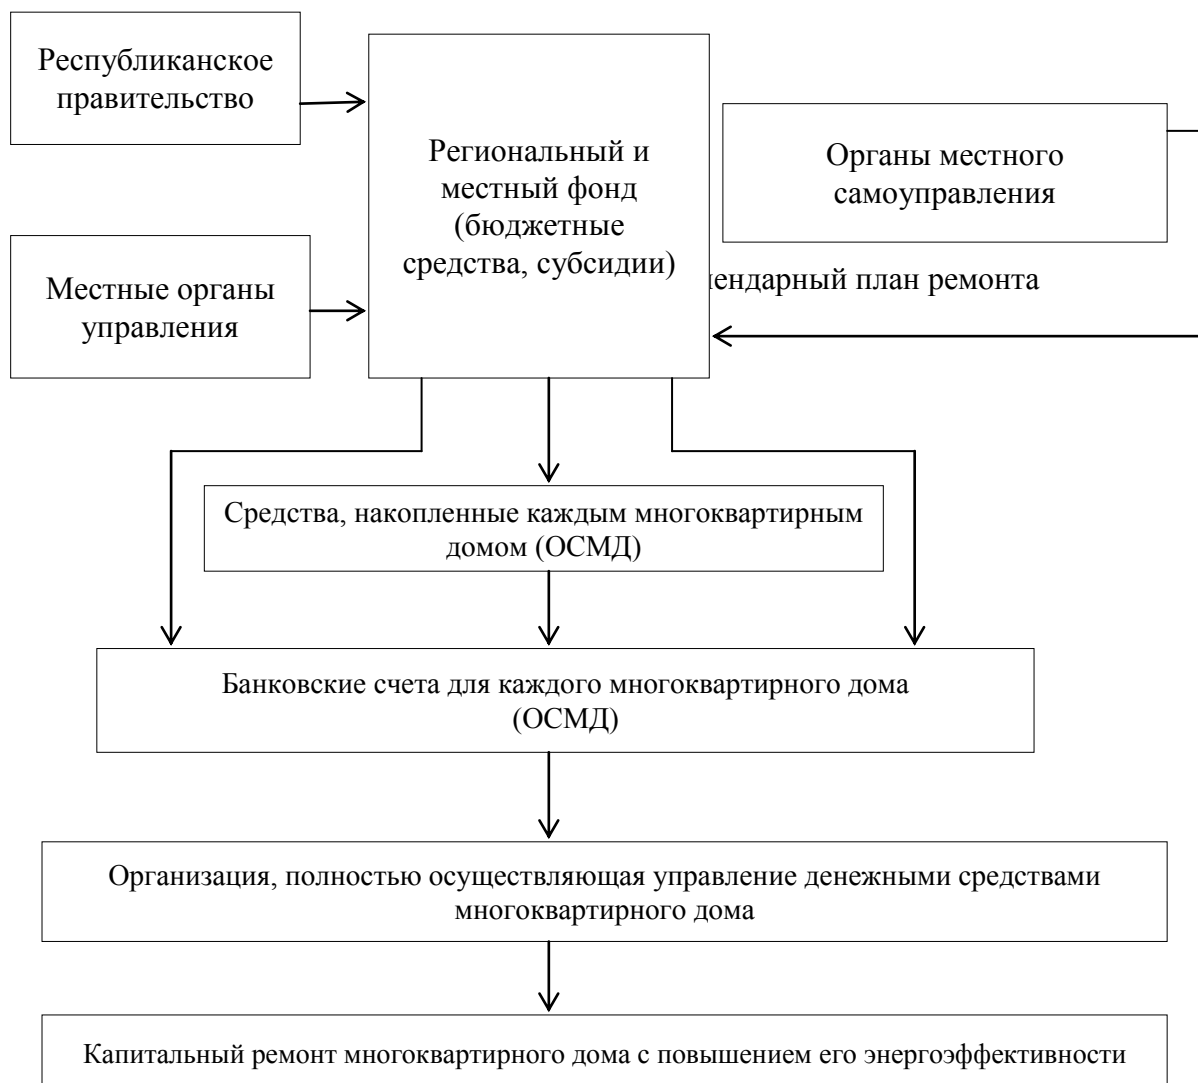 Республиканское
правительство
Региональный и
местный фонд
(бюджетные
средства, субсидии)
Органы местного
самоуправления
Местные органы
управления
план ремонта
Средства, накопленные каждым многоквартирным
домом (ОСМД)
Банковские счета для каждого многоквартирного дома
(ОСМД)
Организация, полностью осуществляющая управление денежными средствами
многоквартирного дома
Капитальный ремонт многоквартирного дома с повышением его энергоэффективности